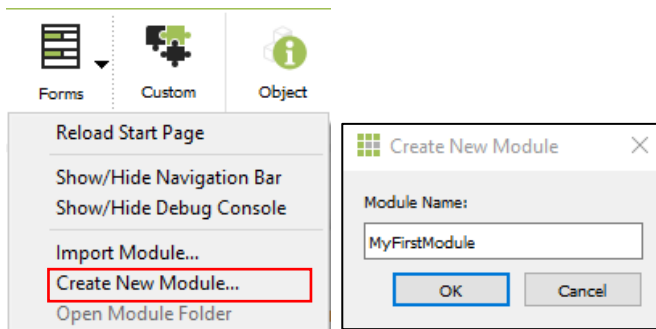 Forms
Custom
Object
Reload Start Page
Show/Hide Navigation Bar
Show/Hide Debug Console
Import Module...
Create New Module...
Open Module Folder
Create New Module
Module Name:
MyFirstModule
OK
Cancel